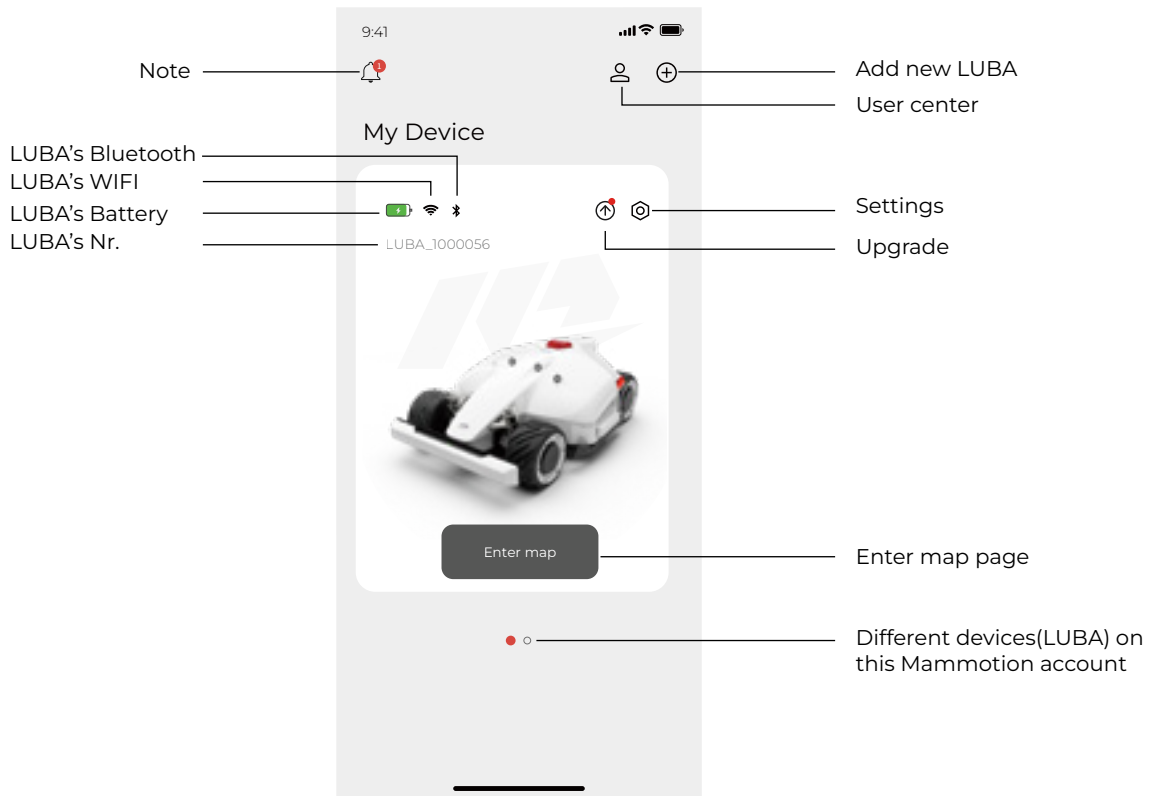 9:41
1
Note
Add new LUBA
User center
My Device
LUBA's Bluetooth
LUBA's WIFI
LUBA's Battery
LUBA's Nr.
LUBA_1000056
Settings
Upgrade
Enter map
Enter map page
Different devices(LUBA) on
this Mammotion account